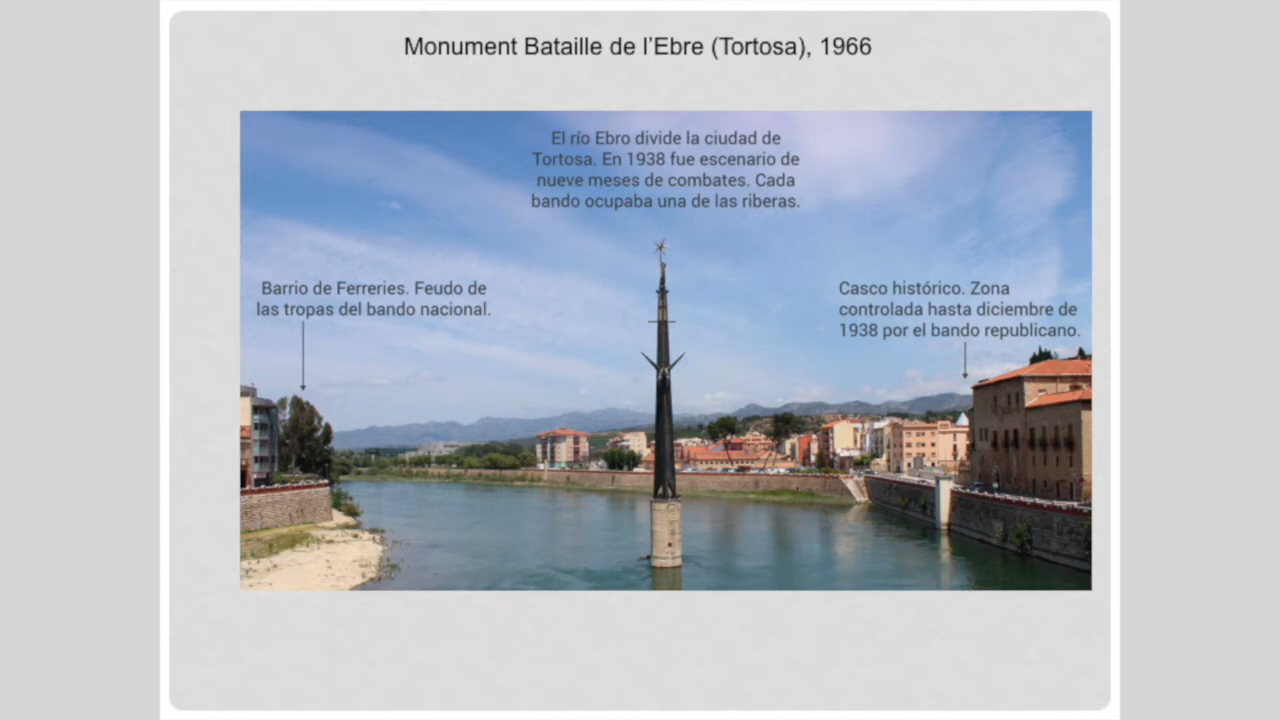 Monument Bataille de l'Ebre (Tortosa), 1966
El río Ebro divide la ciudad de
Tortosa. En 1938 fue escenario de
nueve meses de combates. Cada
bando ocupaba una de las riberas.
Barrio de Ferreries. Feudo de
las tropas del bando nacional.
Casco histórico. Zona
controlada hasta diciembre de
1938 por el bando republicano.